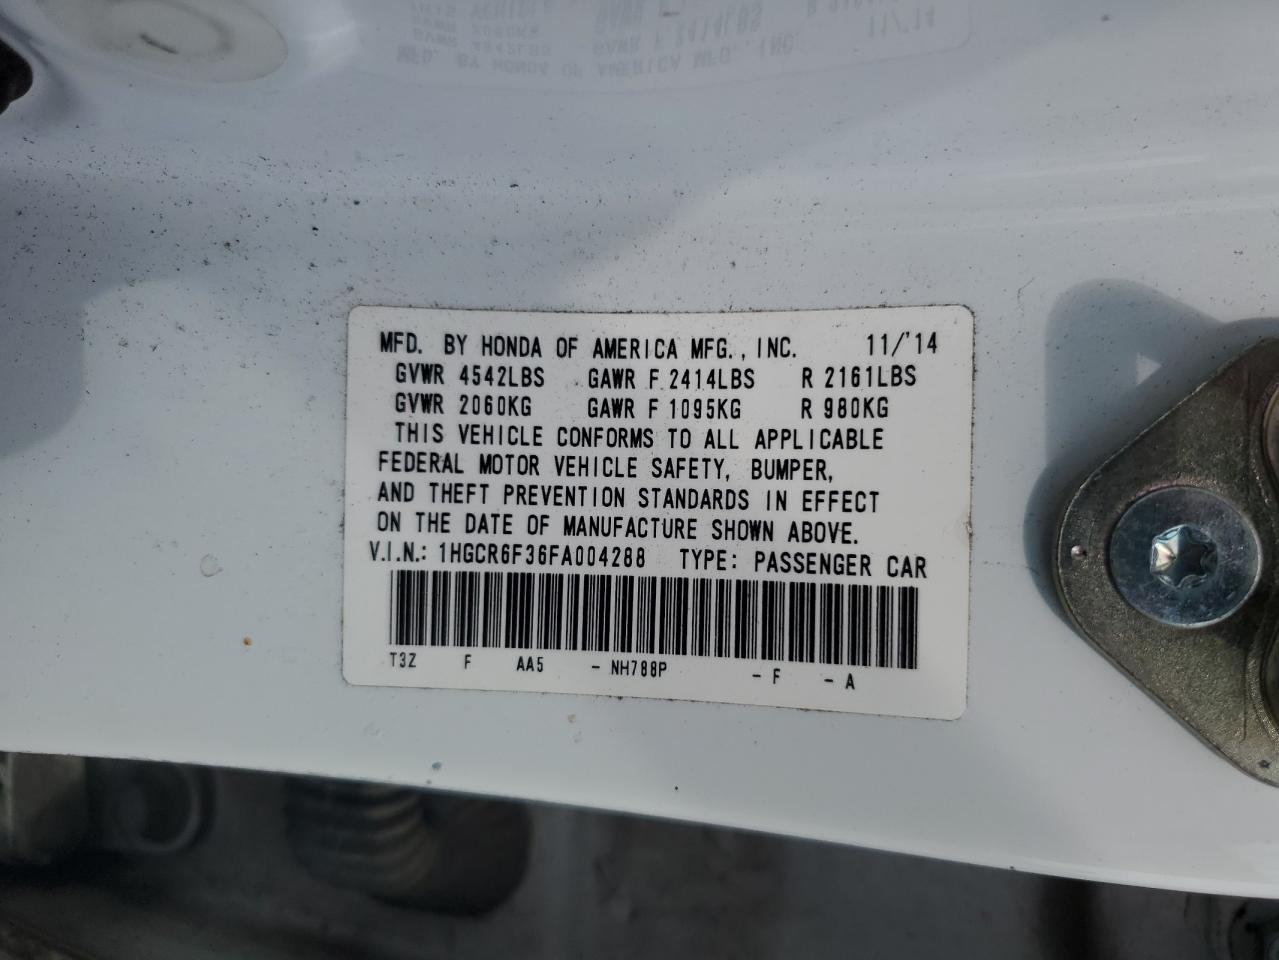 MFD. BY HONDA OF AMERICA MFG., INC. 11/'14
GVWR 4542LBS GAWR F 2414LBS R 2161LBS
GVWR 2060KG GAWR F 1095KG R 980KG
THIS VEHICLE CONFORMS TO ALL APPLICABLE
FEDERAL MOTOR VEHICLE SAFETY, BUMPER,
AND THEFT PREVENTION STANDARDS IN EFFECT
ON THE DATE OF MANUFACTURE SHOWN ABOVE.
V.I.N.: 1HGCR6F36FA004288 TYPE: PASSENGER CAR
T3Z F AA5 - NH788P - F - A